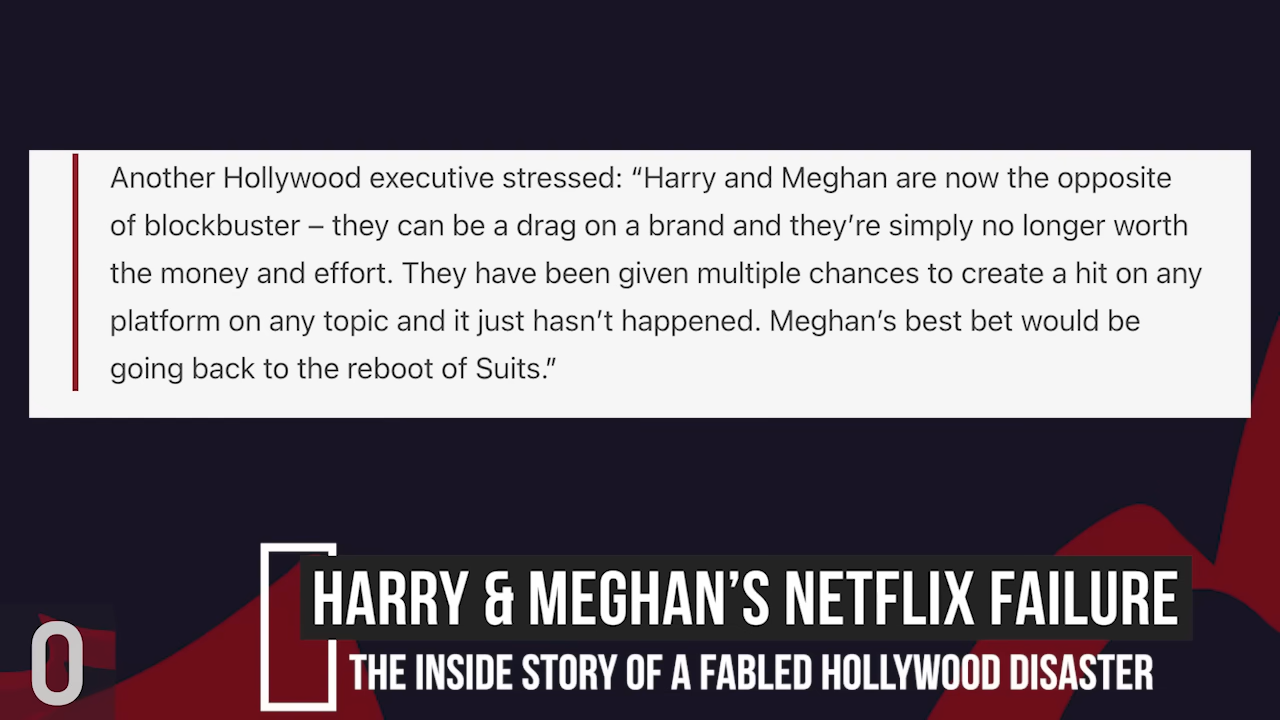 Another Hollywood executive stressed: “Harry and Meghan are now the opposite
of blockbuster – they can be a drag on a brand and they’re simply no longer worth
the money and effort. They have been given multiple chances to create a hit on any
platform on any topic and it just hasn’t happened. Meghan’s best bet would be
going back to the reboot of Suits.”
HARRY & MEGHAN’S NETFLIX FAILURE
THE INSIDE STORY OF A FABLED HOLLYWOOD DISASTER
0